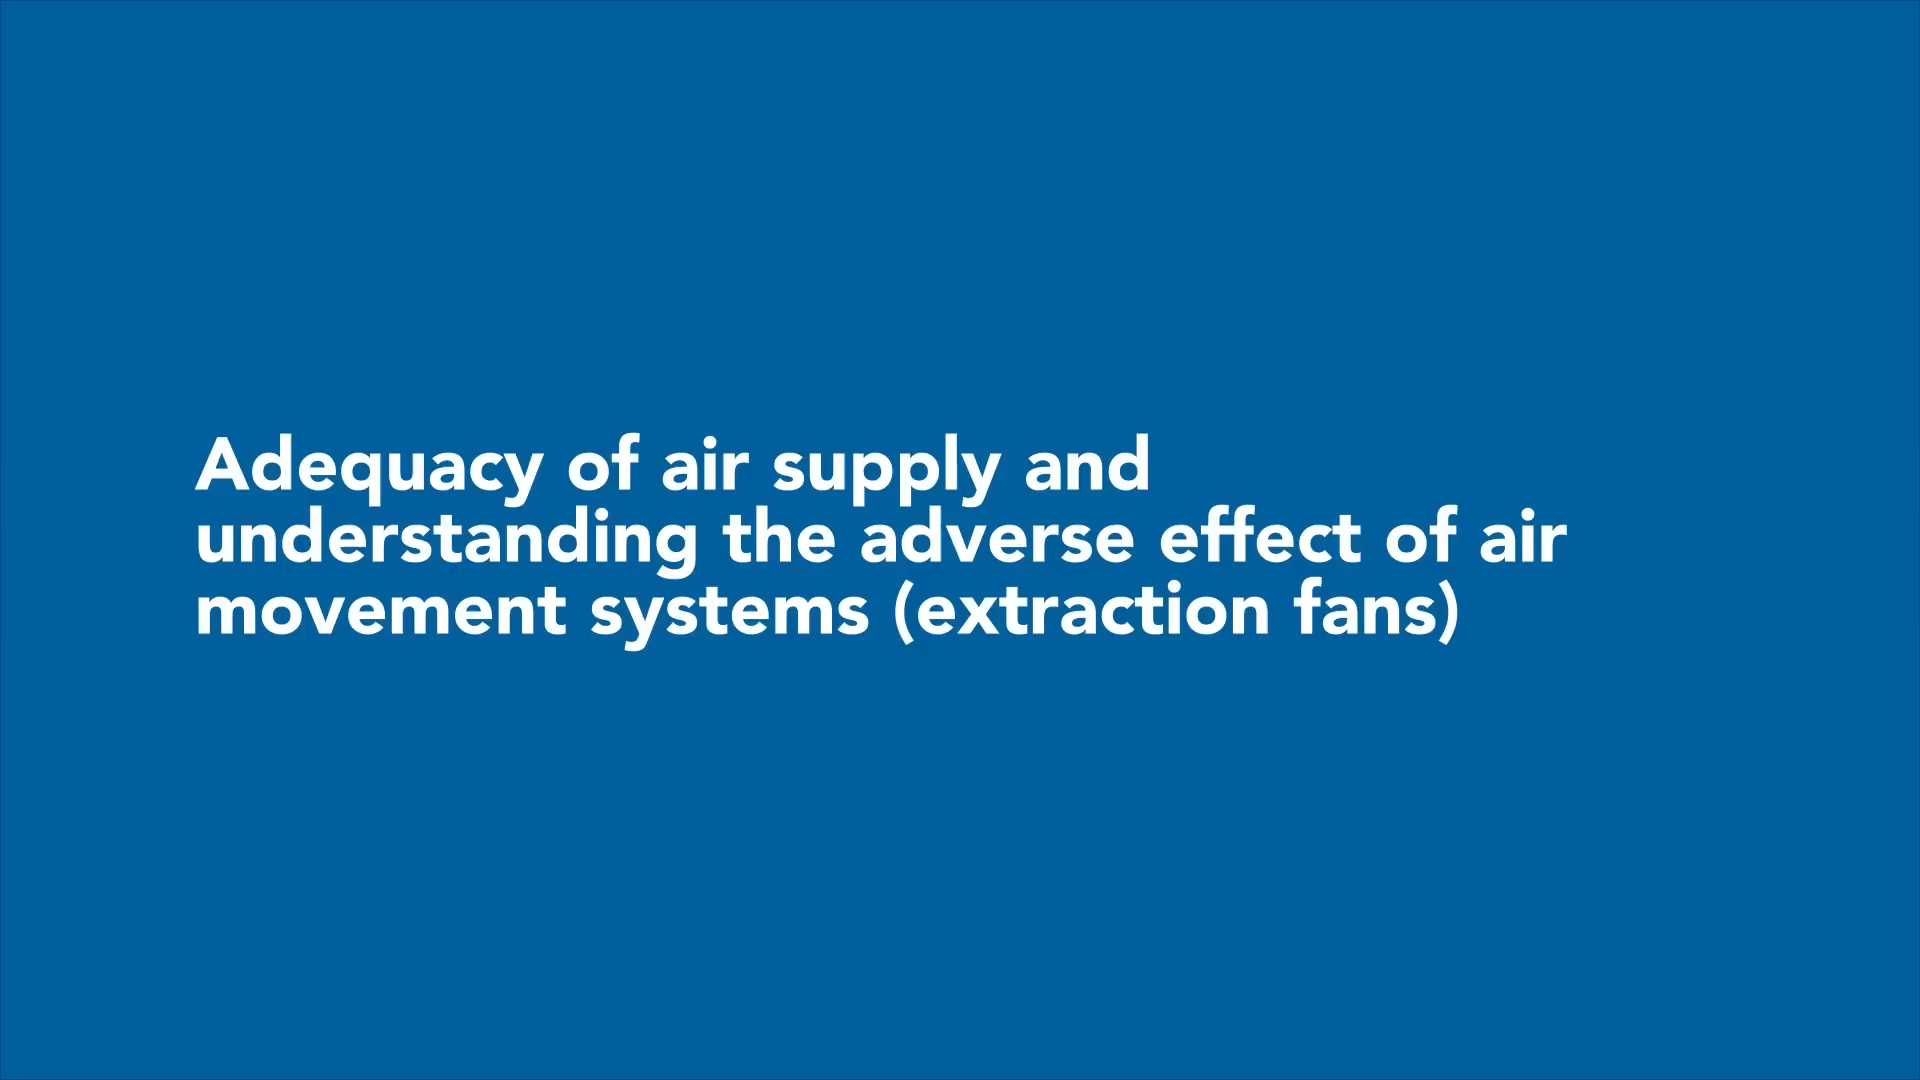 Adequacy of air supply and
understanding the adverse effect of air
movement systems (extraction fans)